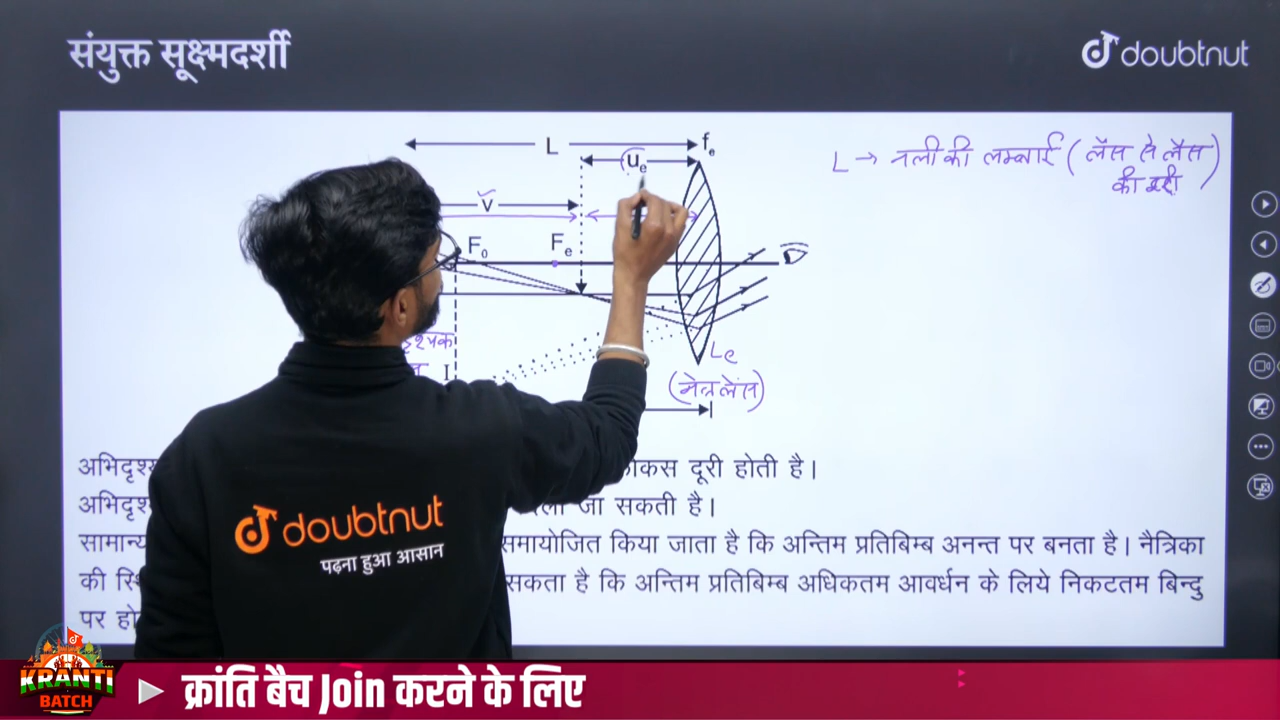 संयुक्त सूक्ष्मदर्शी
doubtnut
L
fe
ue
L → नली की लम्बाई (लेंस से लेंस
की दूरी)
v
F0
Fe
Le
I
(नेत्र लेंस)
अभिदृश्य
फोकस दूरी होती है।
अभिदृश
जा सकती है।
सामान्य
समायोजित किया जाता है कि अन्तिम प्रतिबिम्ब अनन्त पर बनता है। नैत्रिका
की स्थि
सकता है कि अन्तिम प्रतिबिम्ब अधिकतम आवर्धन के लिये निकटतम बिन्दु
पर हो
doubtnut
पढ़ना हुआ आसान
KRANTI
BATCH
क्रांति बैच Join करने के लिए